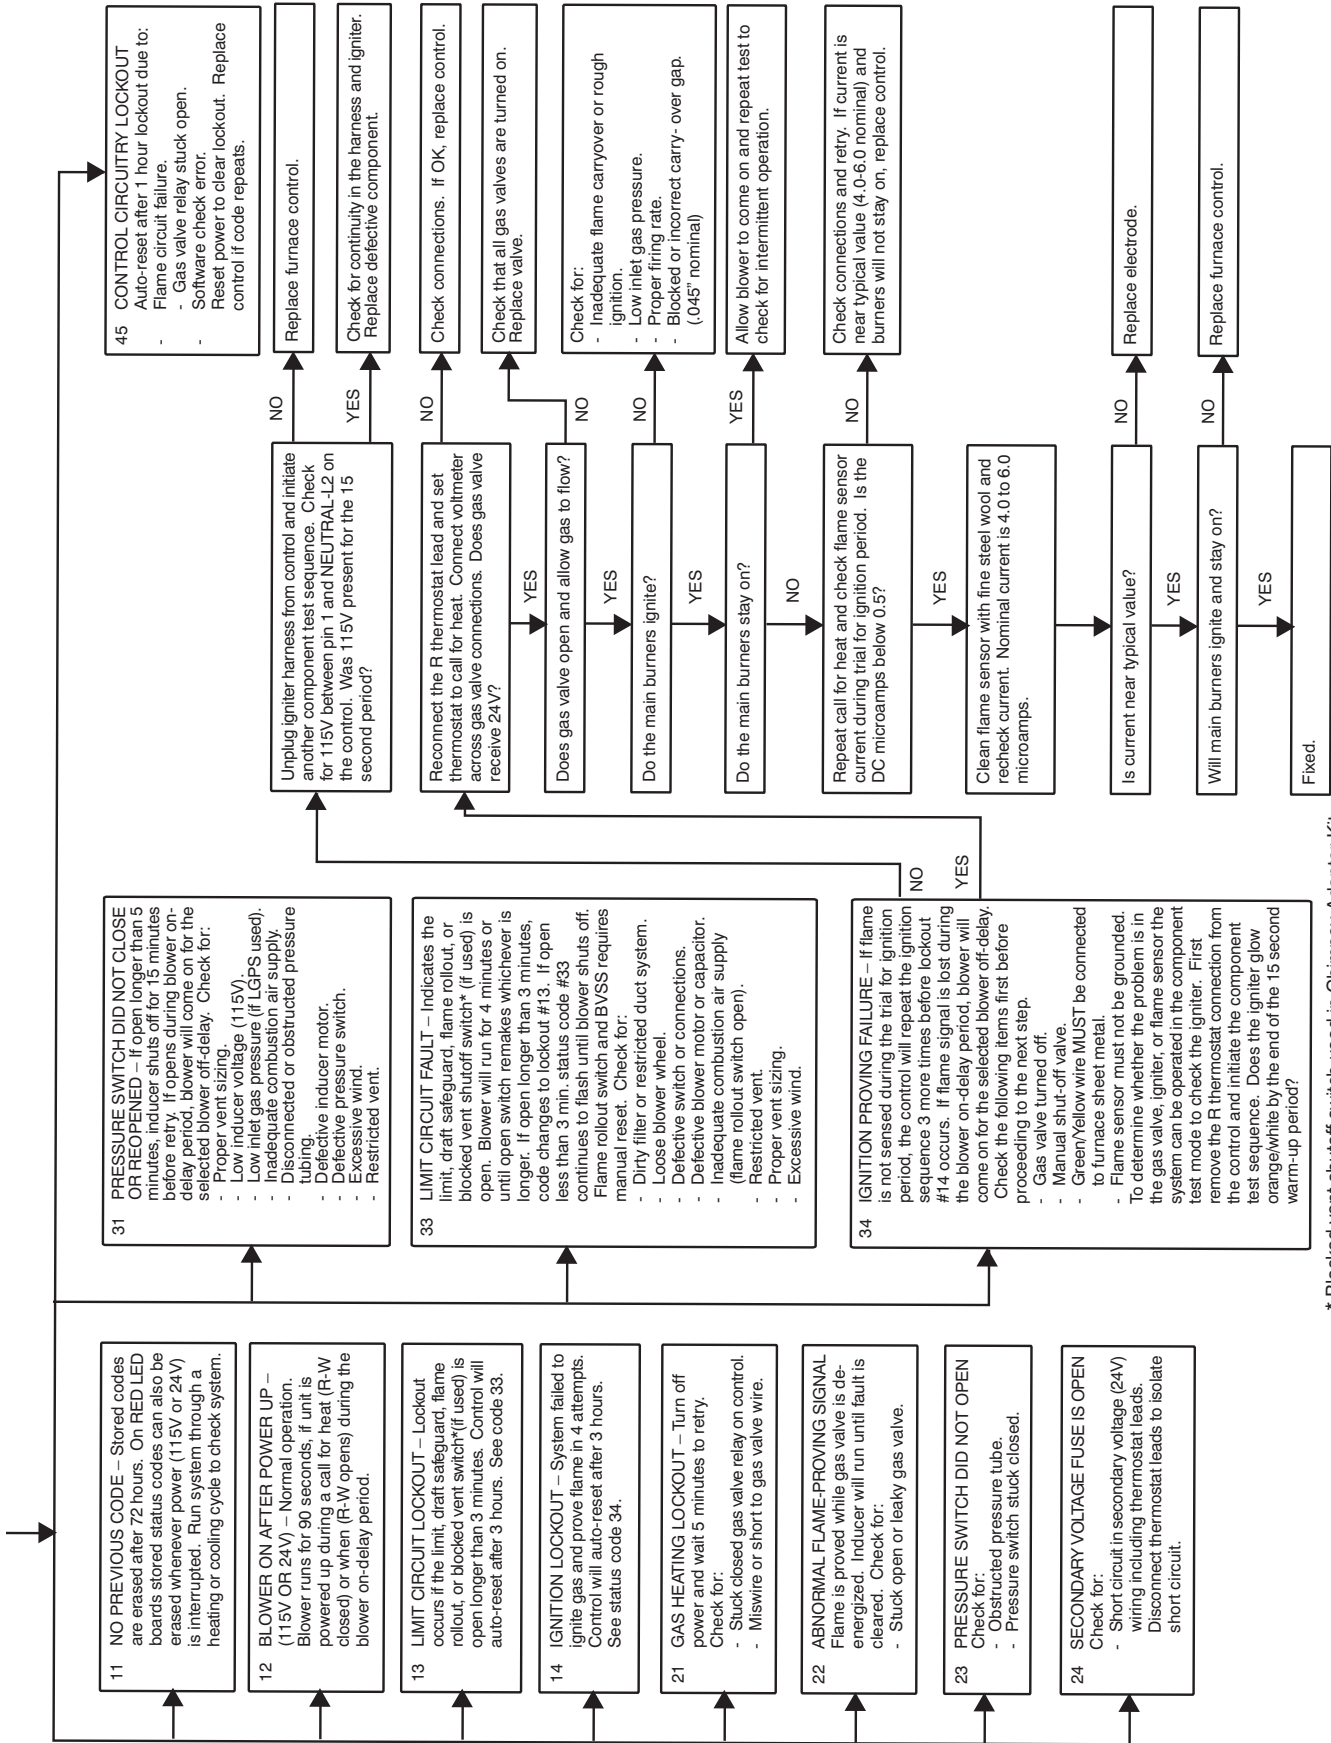 11 NO PREVIOUS CODE – Stored codes
are erased after 72 hours. On RED LED
boards stored status codes can also be
erased whenever power (115V or 24V)
is interrupted. Run system through a
heating or cooling cycle to check system.
12 BLOWER ON AFTER POWER UP –
(115V OR 24V) – Normal operation.
Blower runs for 90 seconds, if unit is
powered up during a call for heat (R-W
closed) or when (R-W opens) during the
blower on-delay period.
13 LIMIT CIRCUIT LOCKOUT – Lockout
occurs if the limit, draft safeguard, flame
rollout, or blocked vent switch*(if used) is
open longer than 3 minutes. Control will
auto-reset after 3 hours. See code 33.
14 IGNITION LOCKOUT – System failed to
ignite gas and prove flame in 4 attempts.
Control will auto-reset after 3 hours.
See status code 34.
21 GAS HEATING LOCKOUT – Turn off
power and wait 5 minutes to retry.
Check for:
- Stuck closed gas valve relay on control.
- Miswire or short to gas valve wire.
22 ABNORMAL FLAME-PROVING SIGNAL
Flame is proved while gas valve is de-
energized. Inducer will run until fault is
cleared. Check for:
- Stuck open or leaky gas valve.
23 PRESSURE SWITCH DID NOT OPEN
Check for:
- Obstructed pressure tube.
- Pressure switch stuck closed.
24 SECONDARY VOLTAGE FUSE IS OPEN
Check for:
- Short circuit in secondary voltage (24V)
wiring including thermostat leads.
Disconnect thermostat leads to isolate
short circuit.
31 PRESSURE SWITCH DID NOT CLOSE
OR REOPENED – If open longer than 5
minutes, inducer shuts off for 15 minutes
before retry. If opens during blower on-
delay period, blower will come on for the
selected blower off-delay. Check for:
- Proper vent sizing.
- Low inducer voltage (115V).
- Low inlet gas pressure (if LGPS used).
- Inadequate combustion air supply.
- Disconnected or obstructed pressure
tubing.
- Defective inducer motor.
- Defective pressure switch.
- Excessive wind.
- Restricted vent.
33 LIMIT CIRCUIT FAULT – Indicates the
limit, draft safeguard, flame rollout, or
blocked vent shutoff switch* (if used) is
open. Blower will run for 4 minutes or
until open switch remakes whichever is
longer. If open longer than 3 minutes,
code changes to lockout #13. If open
less than 3 min. status code #33
continues to flash until blower shuts off.
Flame rollout switch and BVSS requires
manual reset. Check for:
- Dirty filter or restricted duct system.
- Loose blower wheel.
- Defective switch or connections.
- Defective blower motor or capacitor.
- Inadequate combustion air supply
(flame rollout switch open).
- Restricted vent.
- Proper vent sizing.
- Excessive wind.
34 IGNITION PROVING FAILURE – If flame
is not sensed during the trial for ignition
period, the control will repeat the ignition
sequence 3 more times before lockout
#14 occurs. If flame signal is lost during
the blower on-delay period, blower will
come on for the selected blower off-delay.
Check the following items first before
proceeding to the next step.
- Gas valve turned off.
- Manual shut-off valve.
- Green/Yellow wire MUST be connected
to furnace sheet metal.
- Flame sensor must not be grounded.
To determine whether the problem is in
the gas valve, igniter, or flame sensor the
system can be operated in the component
test mode to check the igniter. First
remove the R thermostat connection from
the control and initiate the component
test sequence. Does the igniter glow
orange/white by the end of the 15 second
warm-up period?
NO
YES
Unplug igniter harness from control and initiate
another component test sequence. Check
for 115V between pin 1 and NEUTRAL-L2 on
the control. Was 115V present for the 15
second period?
NO
YES
Reconnect the R thermostat lead and set
thermostat to call for heat. Connect voltmeter
across gas valve connections. Does gas valve
receive 24V?
NO
YES
Does gas valve open and allow gas to flow?
NO
YES
Do the main burners ignite?
NO
YES
Do the main burners stay on?
YES
NO
Repeat call for heat and check flame sensor
current during trial for ignition period. Is the
DC microamps below 0.5?
NO
YES
Clean flame sensor with fine steel wool and
recheck current. Nominal current is 4.0 to 6.0
microamps.
Is current near typical value?
NO
YES
Will main burners ignite and stay on?
NO
YES
Fixed.
45 CONTROL CIRCUITRY LOCKOUT
Auto-reset after 1 hour lockout due to:
- Flame circuit failure.
- Gas valve relay stuck open.
- Software check error.
Reset power to clear lockout. Replace
control if code repeats.
Replace furnace control.
Check for continuity in the harness and igniter.
Replace defective component.
Check connections. If OK, replace control.
Check that all gas valves are turned on.
Replace valve.
Check for:
- Inadequate flame carryover or rough
ignition.
- Low inlet gas pressure.
- Proper firing rate.
- Blocked or incorrect carry- over gap.
(.045" nominal)
Allow blower to come on and repeat test to
check for intermittent operation.
Check connections and retry. If current is
near typical value (4.0-6.0 nominal) and
burners will not stay on, replace control.
Replace electrode.
Replace furnace control.